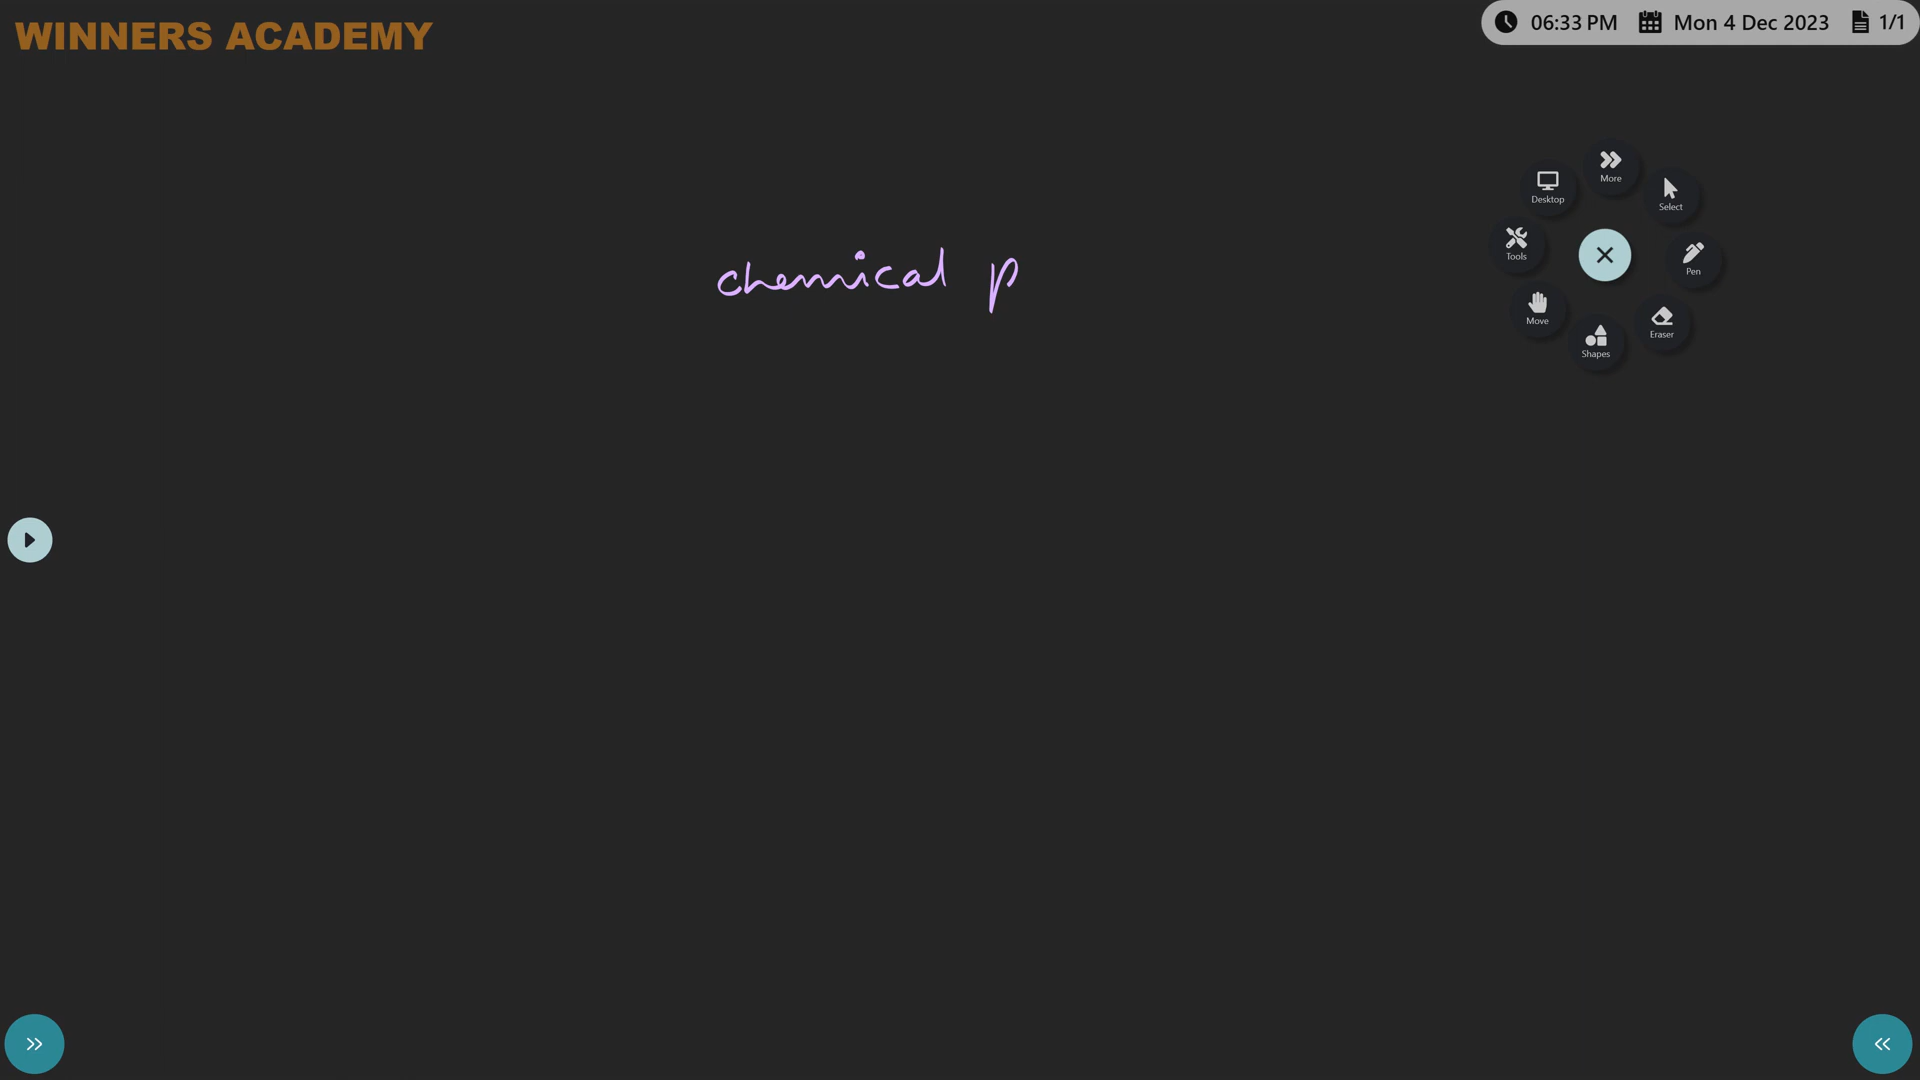 WINNERS ACADEMY
06:33 PM Mon 4 Dec 2023 1/1
More
Desktop
Select
Tools
Pen
Move
Eraser
Shapes
chemical p